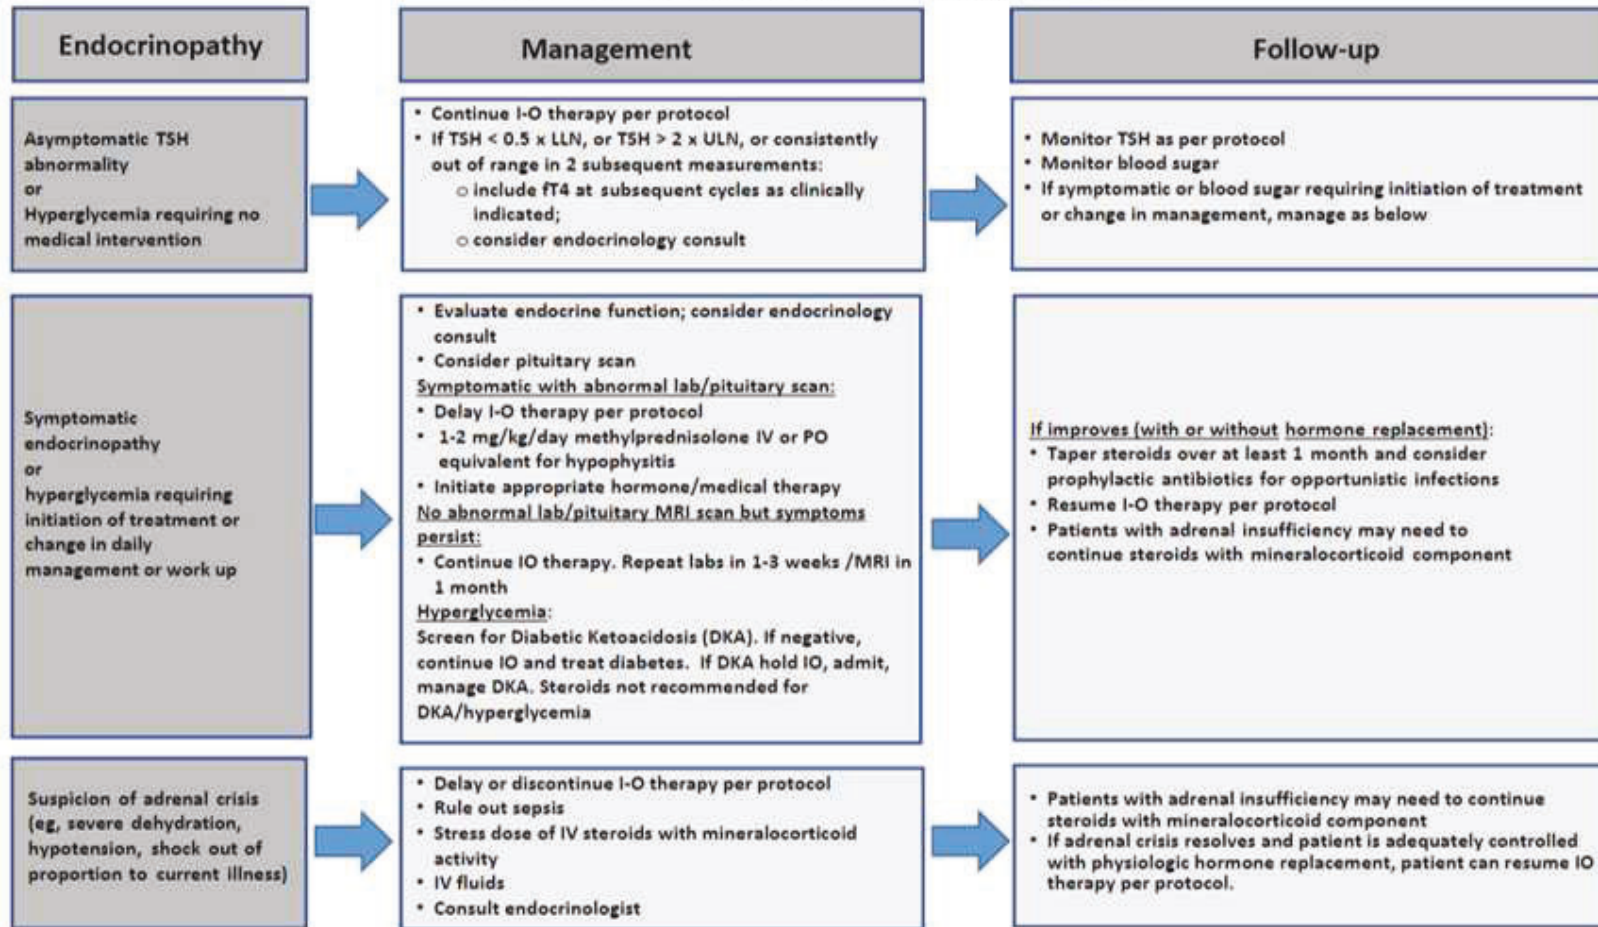 Endocrinopathy
Management
Follow-up
Asymptomatic TSH
abnormality
or
Hyperglycemia requiring no
medical intervention
• Continue I-O therapy per protocol
• If TSH < 0.5 x LLN, or TSH > 2 x ULN, or consistently
out of range in 2 subsequent measurements:
o include fT4 at subsequent cycles as clinically
indicated;
o consider endocrinology consult
• Monitor TSH as per protocol
• Monitor blood sugar
• If symptomatic or blood sugar requiring initiation of treatment
or change in management, manage as below
Symptomatic
endocrinopathy
or
hyperglycemia requiring
initiation of treatment or
change in daily
management or work up
• Evaluate endocrine function; consider endocrinology
consult
• Consider pituitary scan
Symptomatic with abnormal lab/pituitary scan:
• Delay I-O therapy per protocol
• 1-2 mg/kg/day methylprednisolone IV or PO
equivalent for hypophysitis
• Initiate appropriate hormone/medical therapy
No abnormal lab/pituitary MRI scan but symptoms
persist:
• Continue IO therapy. Repeat labs in 1-3 weeks /MRI in
1 month
Hyperglycemia:
Screen for Diabetic Ketoacidosis (DKA). If negative,
continue IO and treat diabetes. If DKA hold IO, admit,
manage DKA. Steroids not recommended for
DKA/hyperglycemia
If improves (with or without hormone replacement):
• Taper steroids over at least 1 month and consider
prophylactic antibiotics for opportunistic infections
• Resume I-O therapy per protocol
• Patients with adrenal insufficiency may need to
continue steroids with mineralocorticoid component
Suspicion of adrenal crisis
(eg, severe dehydration,
hypotension, shock out of
proportion to current illness)
• Delay or discontinue I-O therapy per protocol
• Rule out sepsis
• Stress dose of IV steroids with mineralocorticoid
activity
• IV fluids
• Consult endocrinologist
• Patients with adrenal insufficiency may need to continue
steroids with mineralocorticoid component
• If adrenal crisis resolves and patient is adequately controlled
with physiologic hormone replacement, patient can resume IO
therapy per protocol.